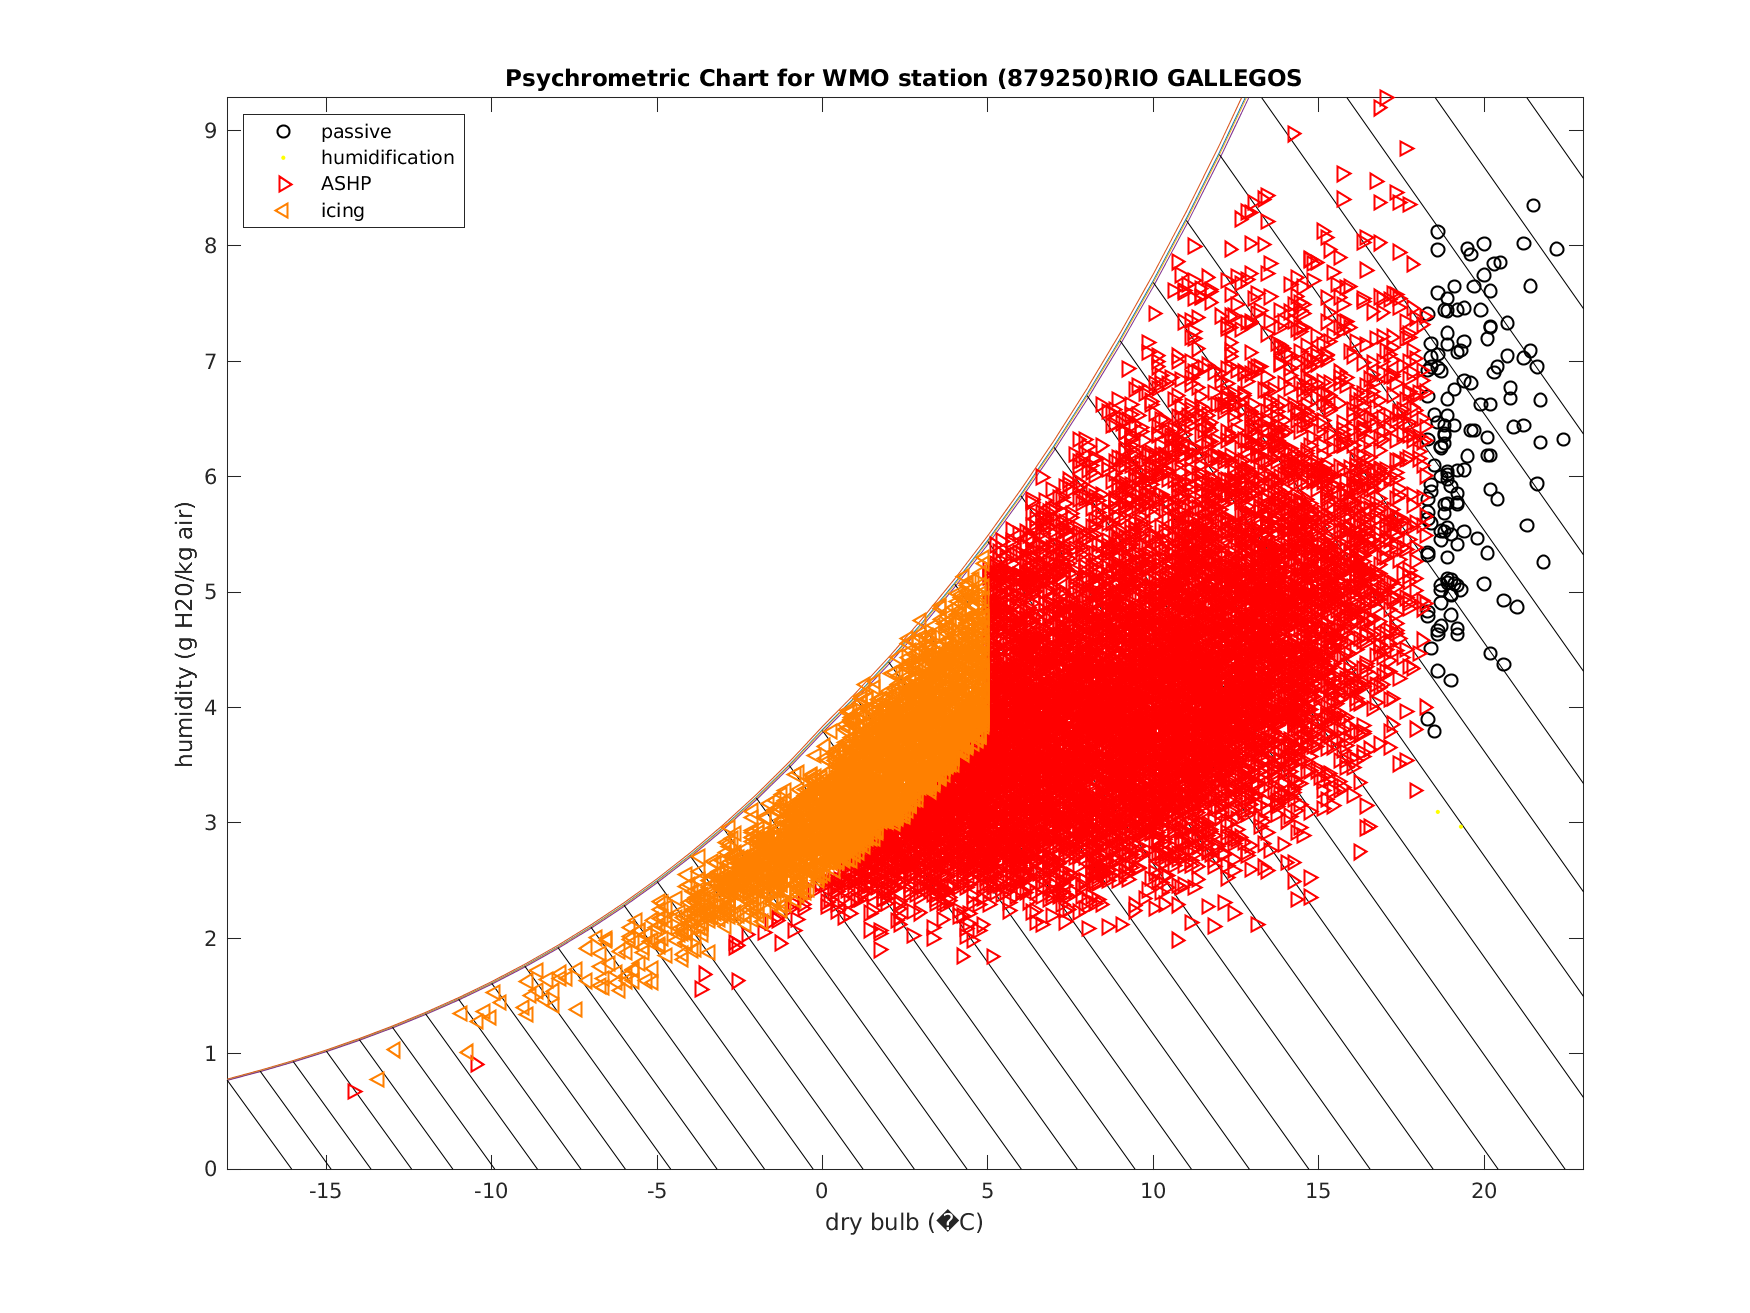 Psychrometric Chart for WMO station (879250)RIO GALLEGOS
passive
humidification
ASHP
icing
9
8
7
6
5
4
3
2
1
0
humidity (g H20/kg air)
-15 -10 -5 0 5 10 15 20
dry bulb (�C)